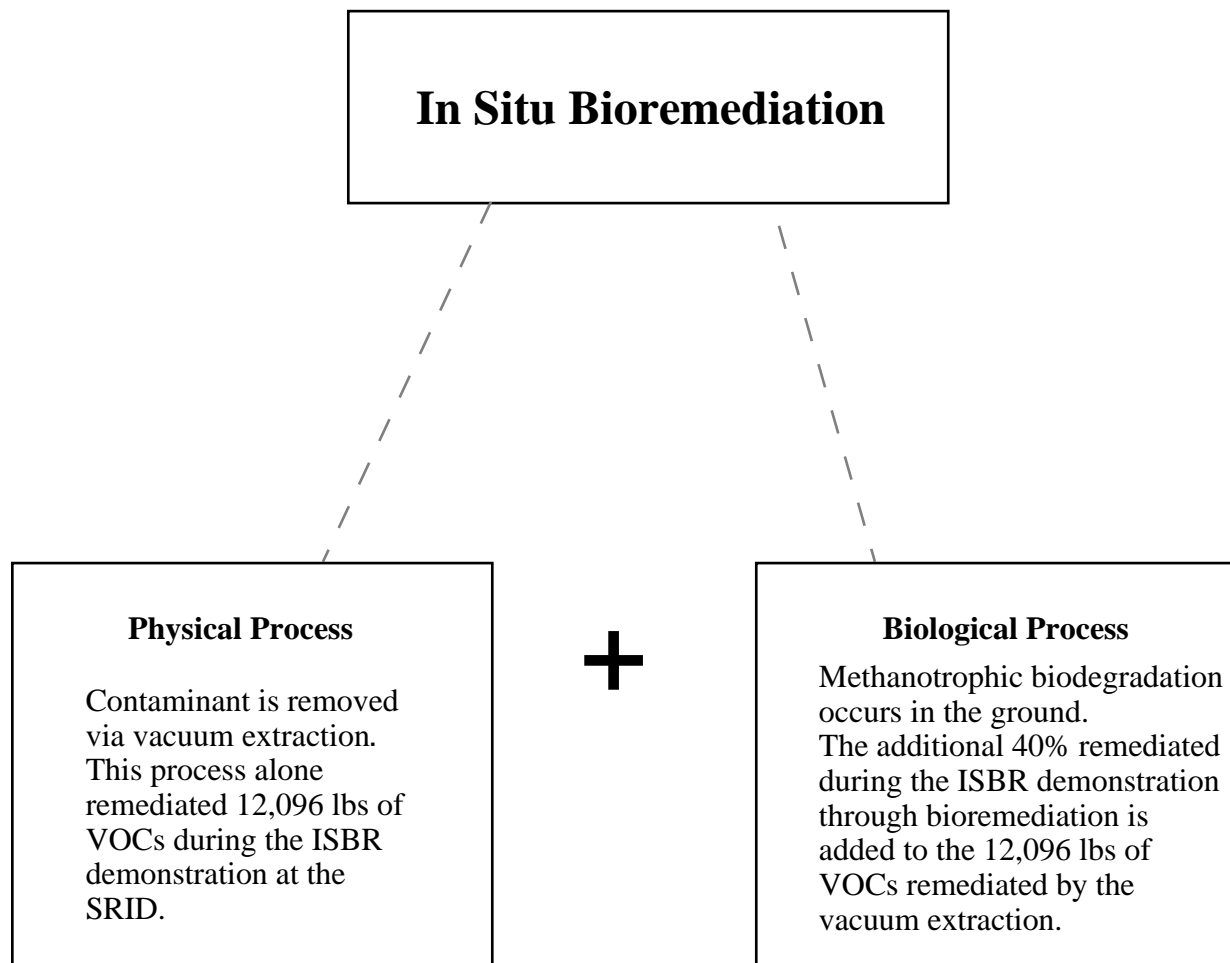 In Situ Bioremediation
Physical Process
Contaminant is removed
via vacuum extraction.
This process alone
remediated 12,096 lbs of
VOCs during the ISBR
demonstration at the
SRID.
+
Biological Process
Methanotrophic biodegradation
occurs in the ground.
The additional 40% remediated
during the ISBR demonstration
through bioremediation is
added to the 12,096 lbs of
VOCs remediated by the
vacuum extraction.